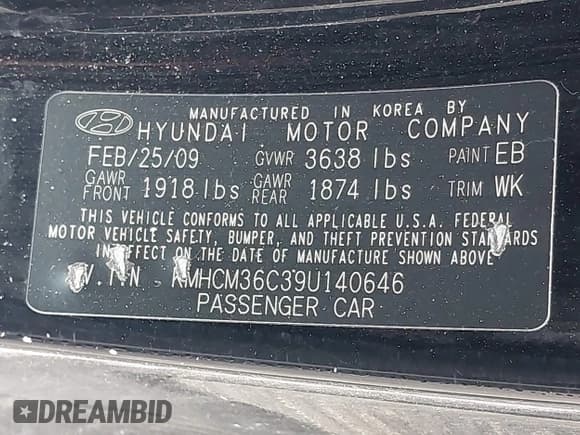 MANUFACTURED IN KOREA BY
HYUNDAI MOTOR COMPANY
FEB/25/09 GVWR 3638 lbs PAINT EB
GAWR FRONT 1918 lbs GAWR REAR 1874 lbs TRIM WK
THIS VEHICLE CONFORMS TO ALL APPLICABLE U.S.A. FEDERAL
MOTOR VEHICLE SAFETY, BUMPER, AND THEFT PREVENTION STANDARDS
IN EFFECT ON THE DATE OF MANUFACTURE SHOWN ABOVE
V.I.N - KMHCM36C39U140646
PASSENGER CAR
DREAMBID